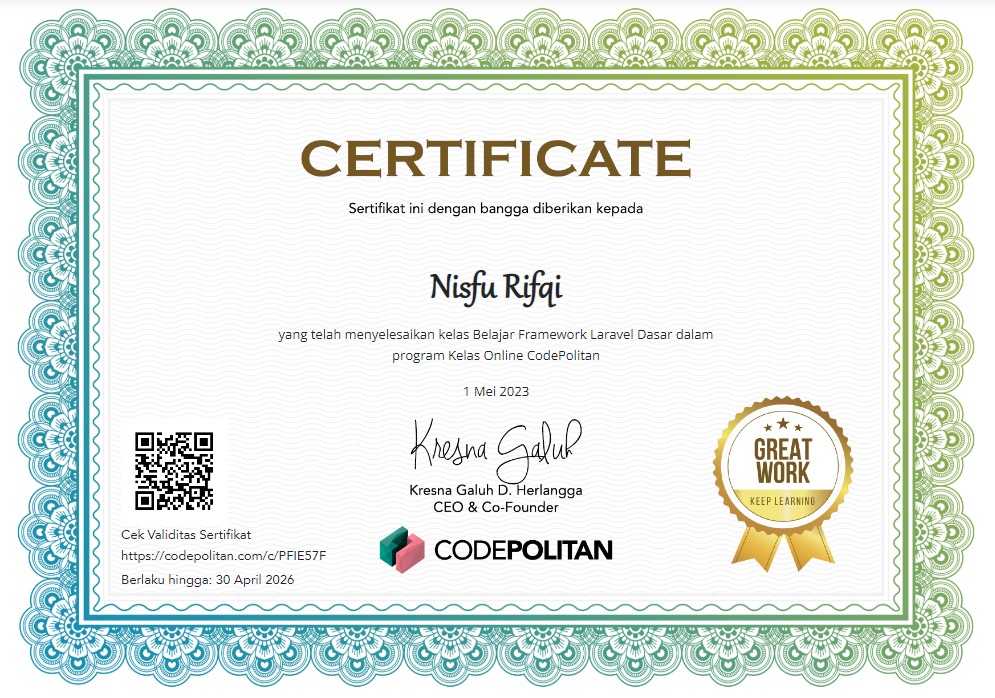 CERTIFICATE
Sertifikat ini dengan bangga diberikan kepada
Nisfu Rifqi
yang telah menyelesaikan kelas Belajar Framework Laravel Dasar dalam
program Kelas Online CodePolitan
1 Mei 2023
Kresna Galuh
Kresna Galuh D. Herlangga
CEO & Co-Founder
CODEPOLITAN
Cek Validitas Sertifikat
https://codepolitan.com/c/PFIE57F
Berlaku hingga: 30 April 2026
GREAT
WORK
KEEP LEARNING